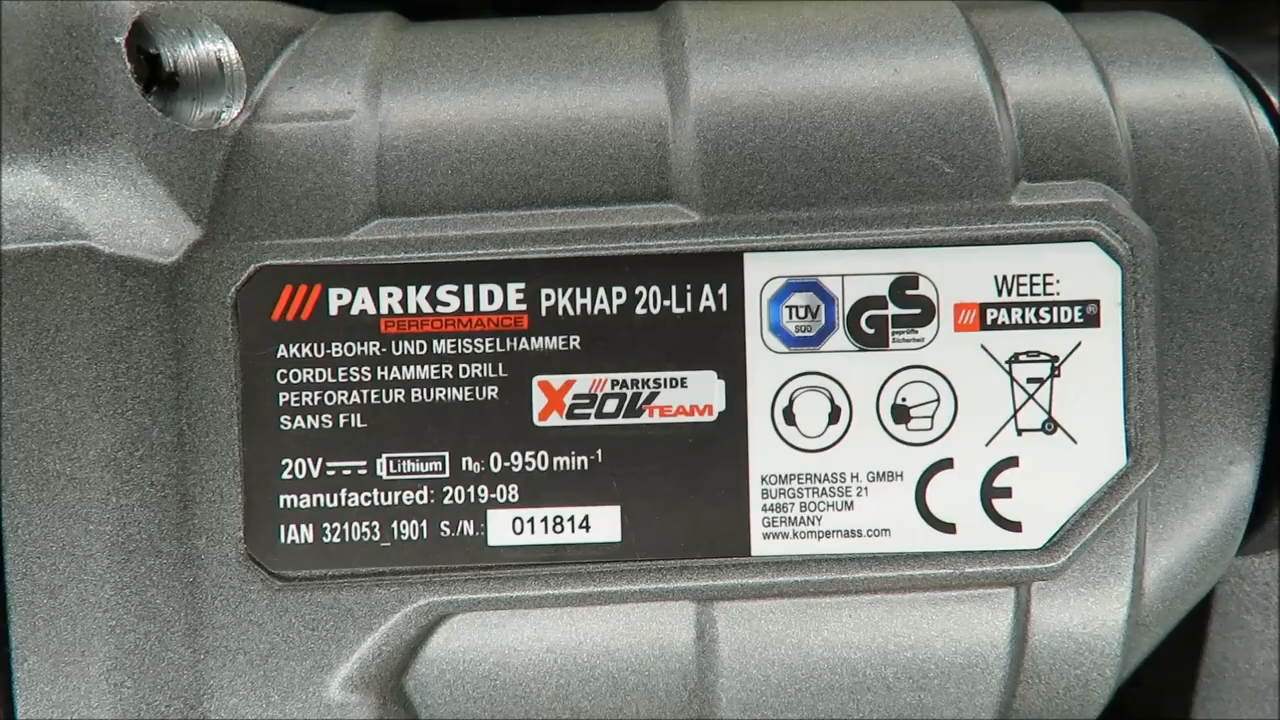 PARKSIDE PKHAP 20-Li A1
PERFORMANCE
AKKU-BOHR- UND MEISSELHAMMER
CORDLESS HAMMER DRILL
PERFORATEUR BURINEUR
SANS FIL
PARKSIDE
X20V TEAM
20V Lithium n₀: 0-950 min⁻¹
manufactured: 2019-08
IAN 321053_1901 S./N.: 011814
TÜV
SÜD
GS
geprüfte
Sicherheit
WEEE:
PARKSIDE®
KOMPERNASS H. GMBH
BURGSTRASSE 21
44867 BOCHUM
GERMANY
www.kompernass.com
CE